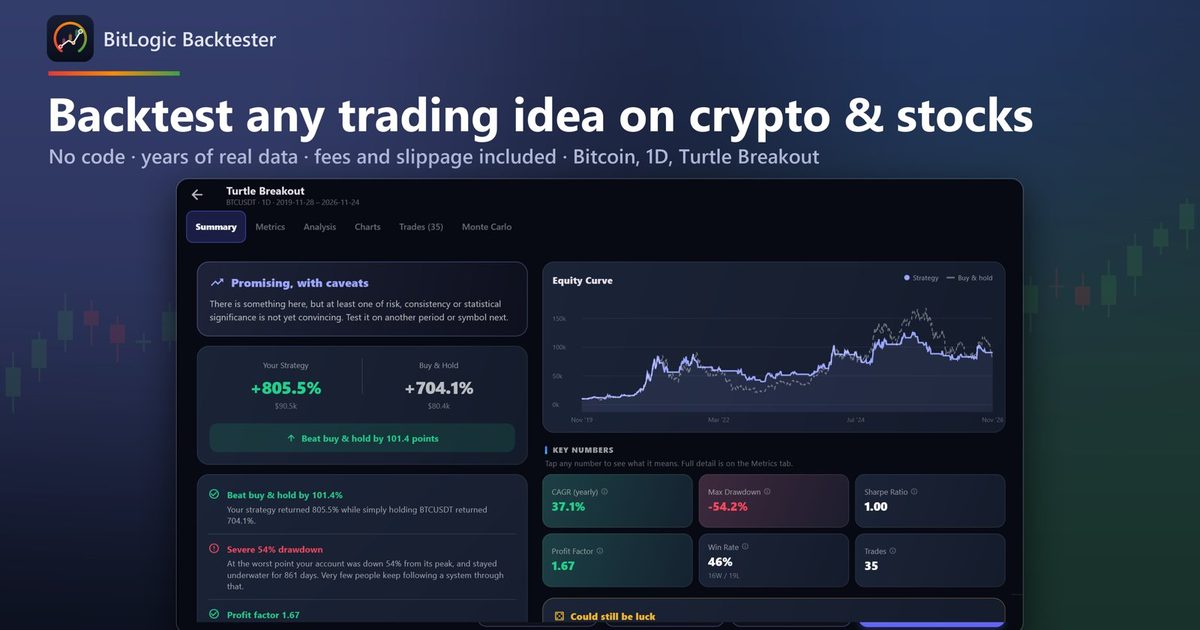 BitLogic Backtester
Backtest any trading idea on crypto & stocks
No code · years of real data · fees and slippage included · Bitcoin, 1D, Turtle Breakout
Turtle Breakout
BTCUSDT · 1D · 2019-11-28 – 2026-11-24
Summary
Metrics
Analysis
Charts
Trades (35)
Monte Carlo
Promising, with caveats
There is something here, but at least one of risk, consistency or statistical
significance is not yet convincing. Test it on another period or symbol next.
Your Strategy
+805.5%
$90.5k
Buy & Hold
+704.1%
$80.4k
↑ Beat buy & hold by 101.4 points
Beat buy & hold by 101.4%
Your strategy returned 805.5% while simply holding BTCUSDT returned
704.1%.
Severe 54% drawdown
At the worst point your account was down 54% from its peak, and stayed
underwater for 861 days. Very few people keep following a system through
that.
Profit factor 1.67
Equity Curve
Strategy
Buy & hold
150k
100k
50k
0k
Nov '19
Mar '22
Jul '24
Nov '26
KEY NUMBERS
Tap any number to see what it means. Full detail is on the Metrics tab.
CAGR (yearly)
37.1%
Max Drawdown
-54.2%
Sharpe Ratio
1.00
Profit Factor
1.67
Win Rate
46%
16W / 19L
Trades
35
Could still be luck